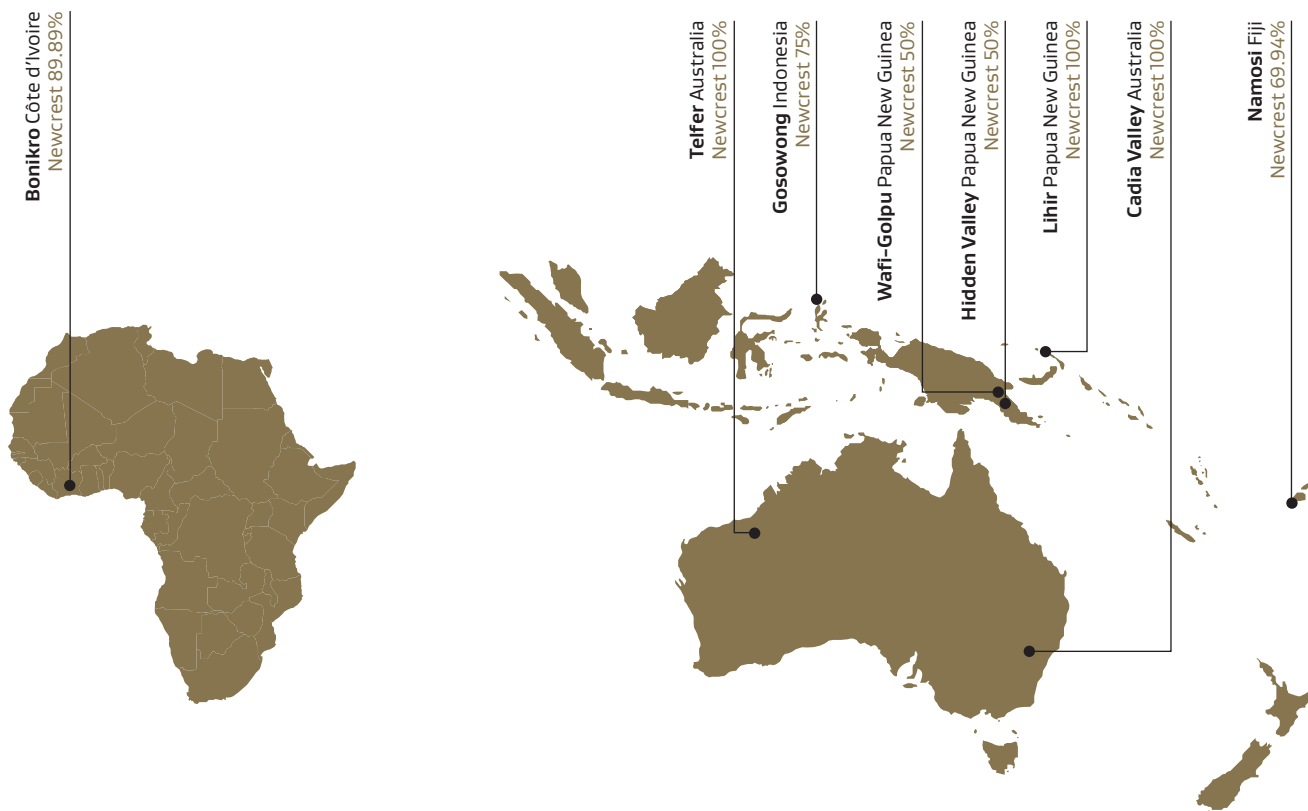 Bonikro Côte d'Ivoire
Newcrest 89.89%
Telfer Australia
Newcrest 100%
Gosowong Indonesia
Newcrest 75%
Wafi-Golpu Papua New Guinea
Newcrest 50%
Hidden Valley Papua New Guinea
Newcrest 50%
Lihir Papua New Guinea
Newcrest 100%
Cadia Valley Australia
Newcrest 100%
Namosi Fiji
Newcrest 69.94%